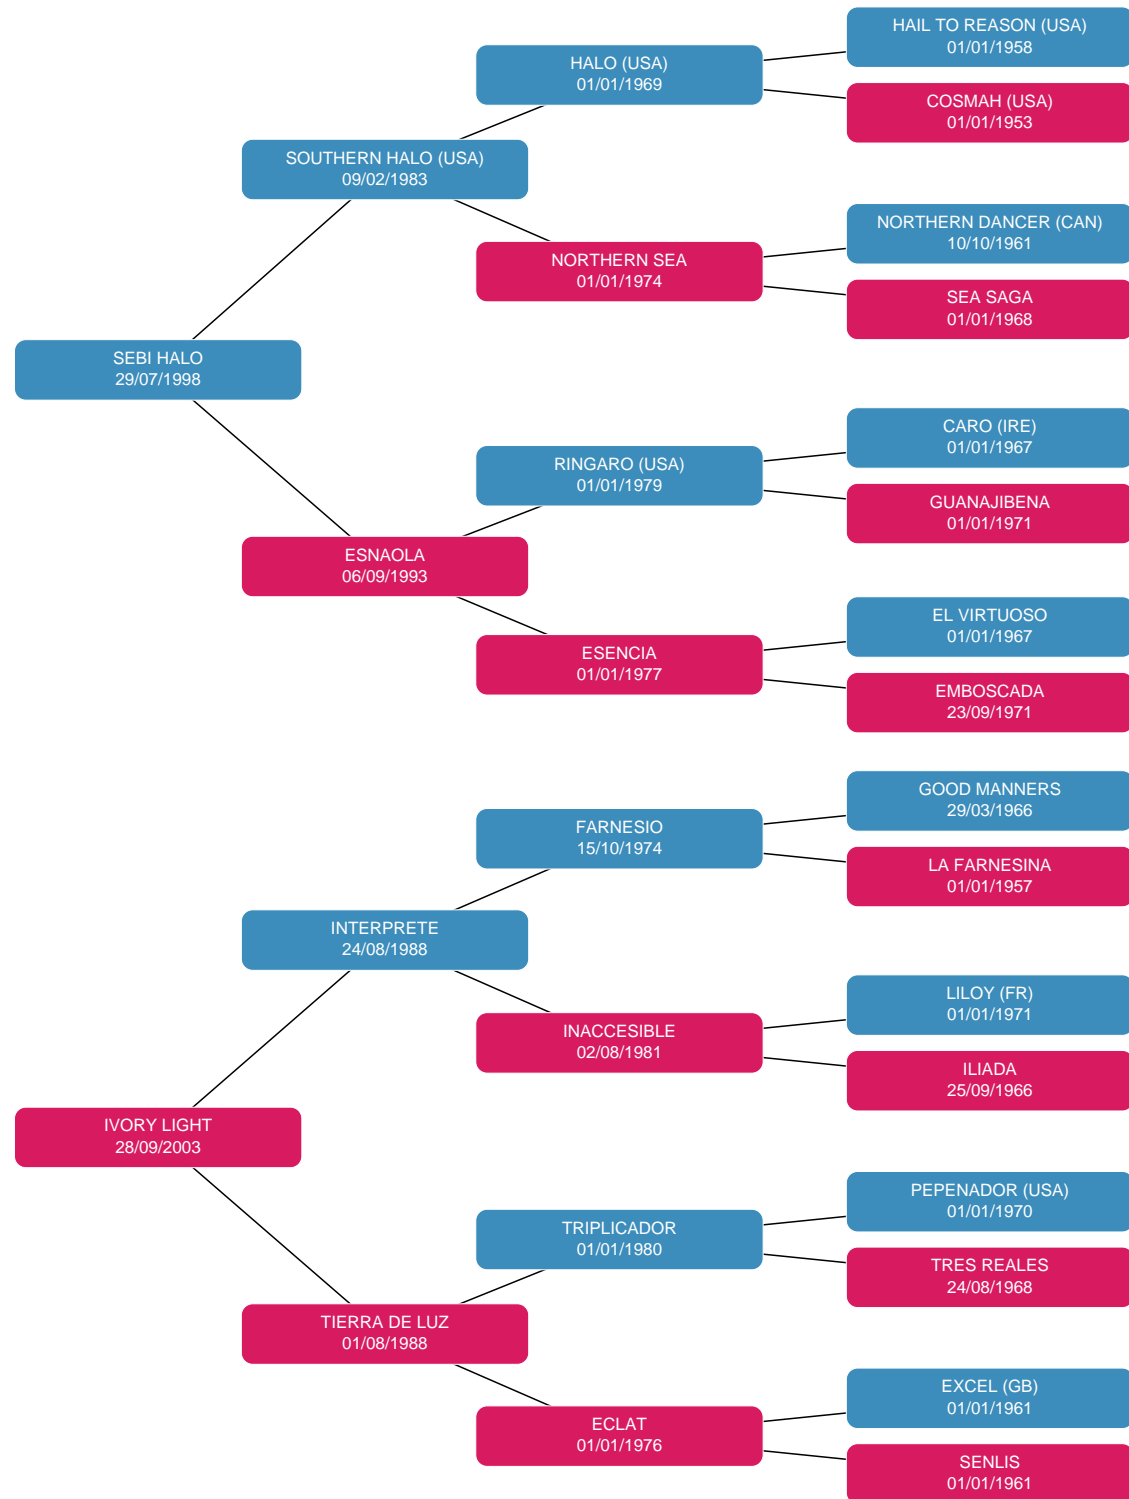 HAIL TO REASON (USA)
01/01/1958
HALO (USA)
01/01/1969
COSMAH (USA)
01/01/1953
SOUTHERN HALO (USA)
09/02/1983
NORTHERN DANCER (CAN)
10/10/1961
NORTHERN SEA
01/01/1974
SEA SAGA
01/01/1968
SEBI HALO
29/07/1998
CARO (IRE)
01/01/1967
RINGARO (USA)
01/01/1979
GUANAJIBENA
01/01/1971
ESNAOLA
06/09/1993
EL VIRTUOSO
01/01/1967
ESENCIA
01/01/1977
EMBOSCADA
23/09/1971
GOOD MANNERS
29/03/1966
FARNESIO
15/10/1974
LA FARNESINA
01/01/1957
INTERPRETE
24/08/1988
LILOY (FR)
01/01/1971
INACCESIBLE
02/08/1981
ILIADA
25/09/1966
IVORY LIGHT
28/09/2003
PEPENADOR (USA)
01/01/1970
TRIPLICADOR
01/01/1980
TRES REALES
24/08/1968
TIERRA DE LUZ
01/08/1988
EXCEL (GB)
01/01/1961
ECLAT
01/01/1976
SENLIS
01/01/1961